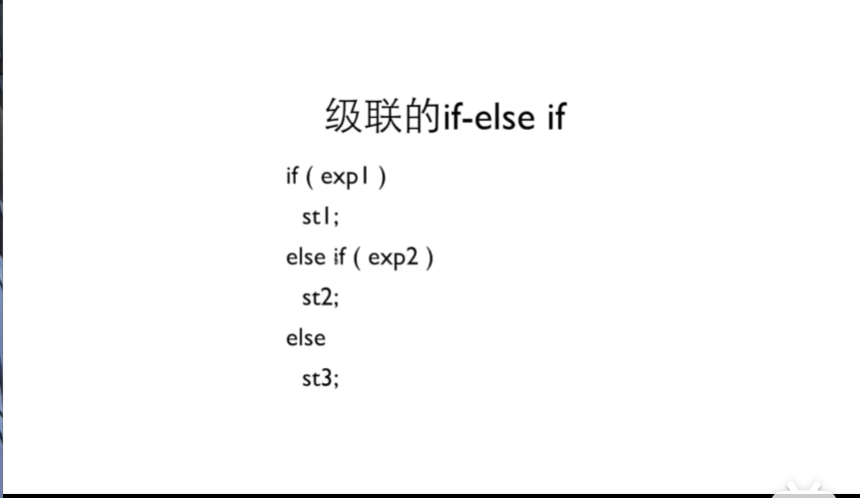 级联的if-else if
if ( exp1 )
st1;
else if ( exp2 )
st2;
else
st3;